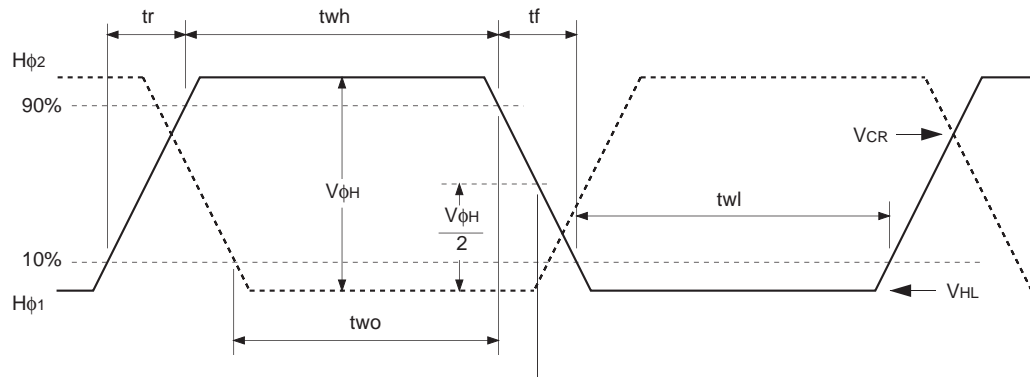 tr twh tf
Hϕ2
90%
VCR
VϕH
VϕH
2
twl
10%
Hϕ1
VHL
two